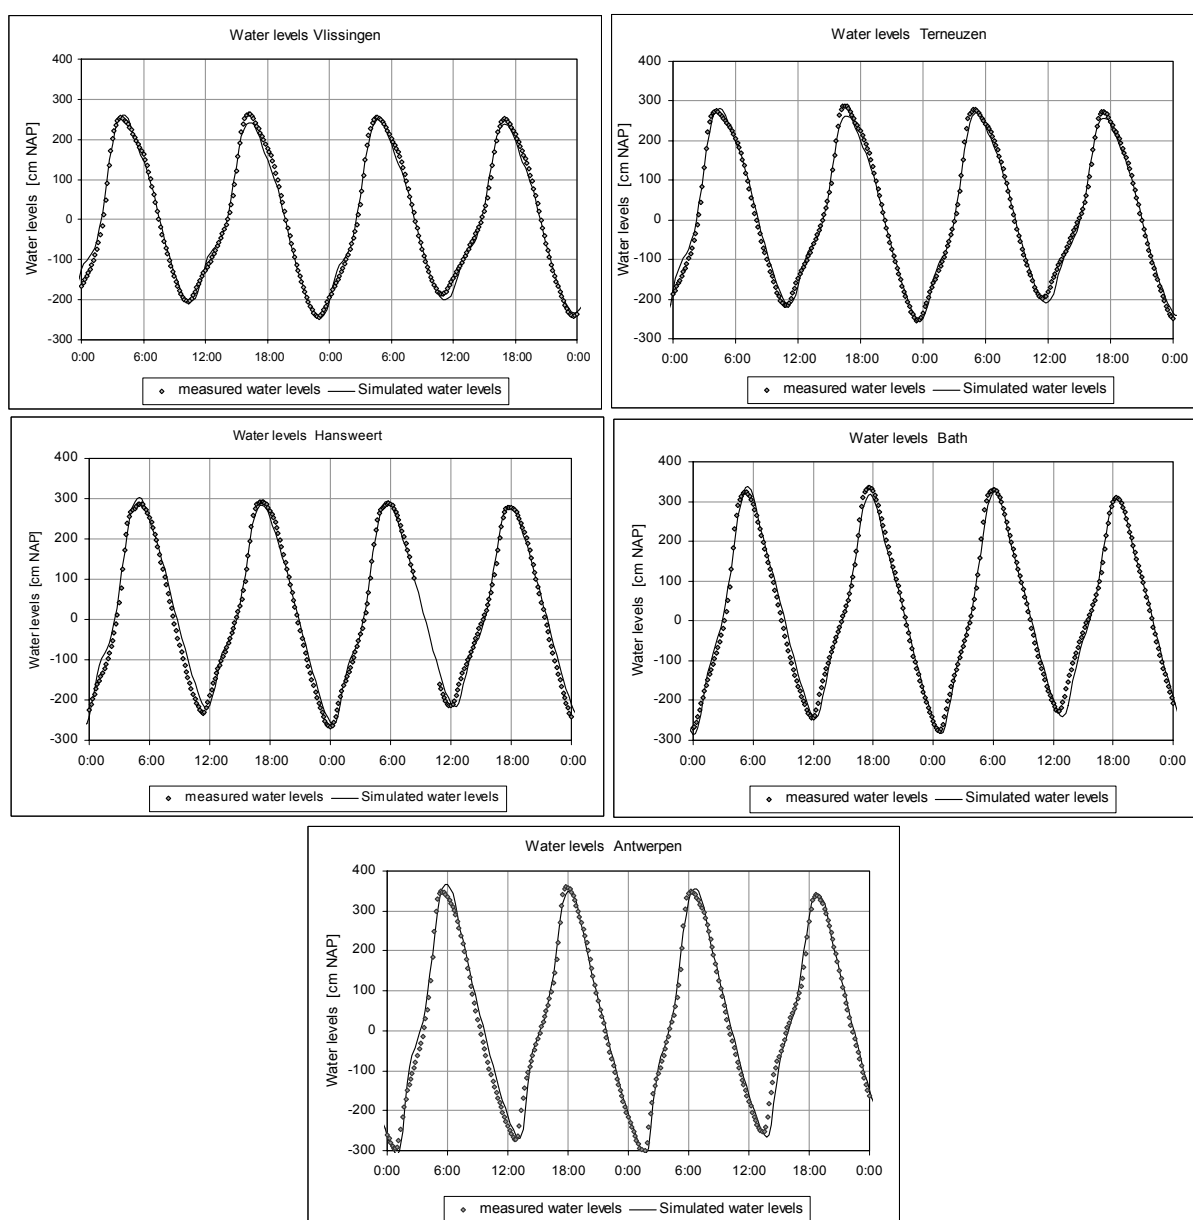 Water levels Vlissingen
Water levels [cm NAP]
400
300
200
100
0
-100
-200
-300
0:00 6:00 12:00 18:00 0:00 6:00 12:00 18:00 0:00
measured water levels Simulated water levels
Water levels Terneuzen
Water levels [cm NAP]
400
300
200
100
0
-100
-200
-300
0:00 6:00 12:00 18:00 0:00 6:00 12:00 18:00 0:00
measured water levels Simulated water levels
Water levels Hansweert
Water levels [cm NAP]
400
300
200
100
0
-100
-200
-300
0:00 6:00 12:00 18:00 0:00 6:00 12:00 18:00 0:00
measured water levels Simulated water levels
Water levels Bath
Water levels [cm NAP]
400
300
200
100
0
-100
-200
-300
0:00 6:00 12:00 18:00 0:00 6:00 12:00 18:00 0:00
measured water levels Simulated water levels
Water levels Antwerpen
Water levels [cm NAP]
400
300
200
100
0
-100
-200
-300
0:00 6:00 12:00 18:00 0:00 6:00 12:00 18:00 0:00
measured water levels Simulated water levels